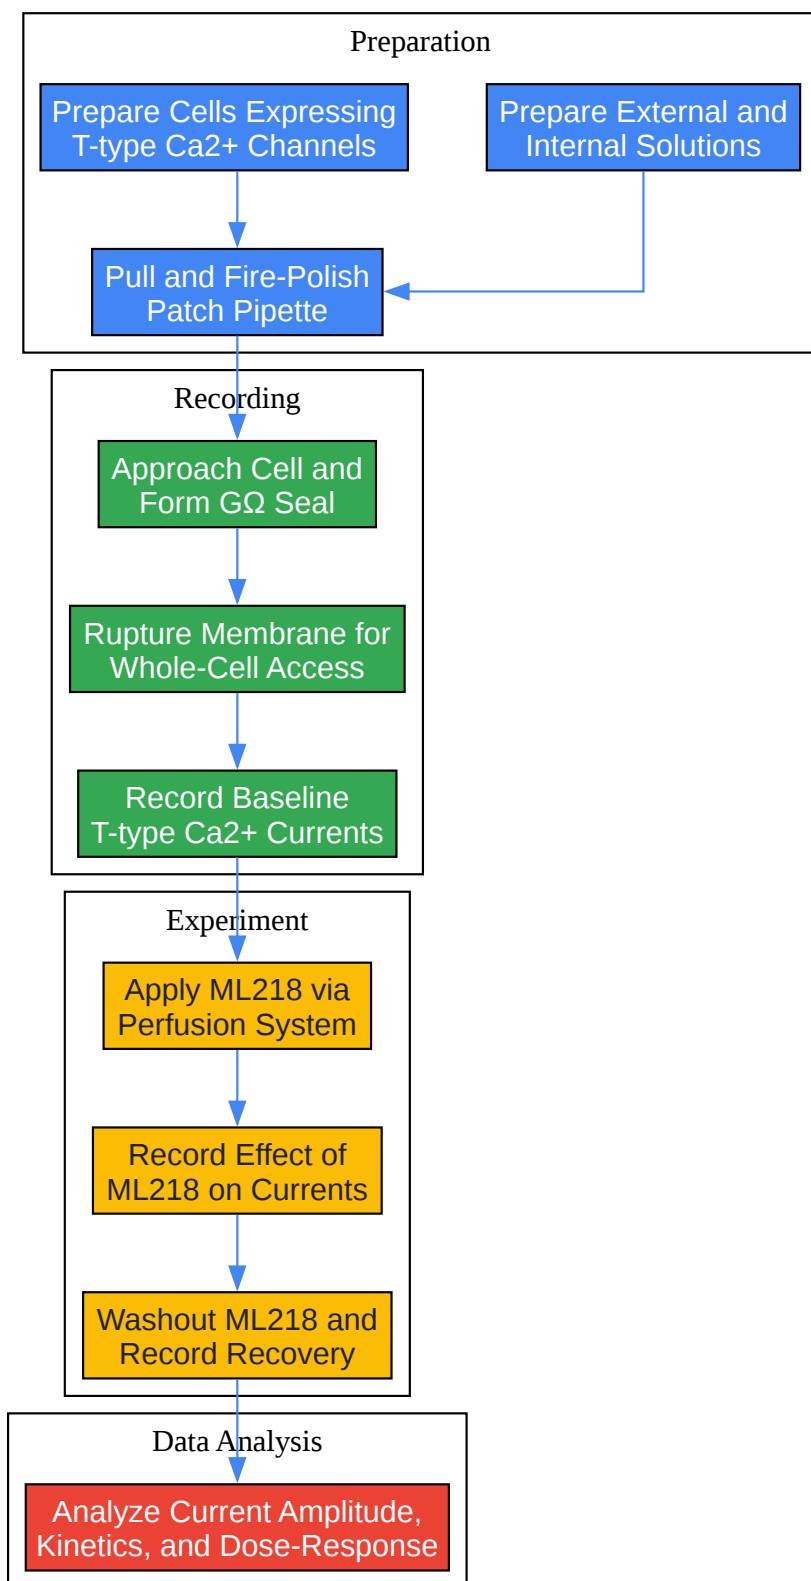 Preparation
Prepare Cells Expressing
T-type Ca2+ Channels
Prepare External and
Internal Solutions
Pull and Fire-Polish
Patch Pipette
Recording
Approach Cell and
Form GΩ Seal
Rupture Membrane for
Whole-Cell Access
Record Baseline
T-type Ca2+ Currents
Experiment
Apply ML218 via
Perfusion System
Record Effect of
ML218 on Currents
Washout ML218 and
Record Recovery
Data Analysis
Analyze Current Amplitude,
Kinetics, and Dose-Response